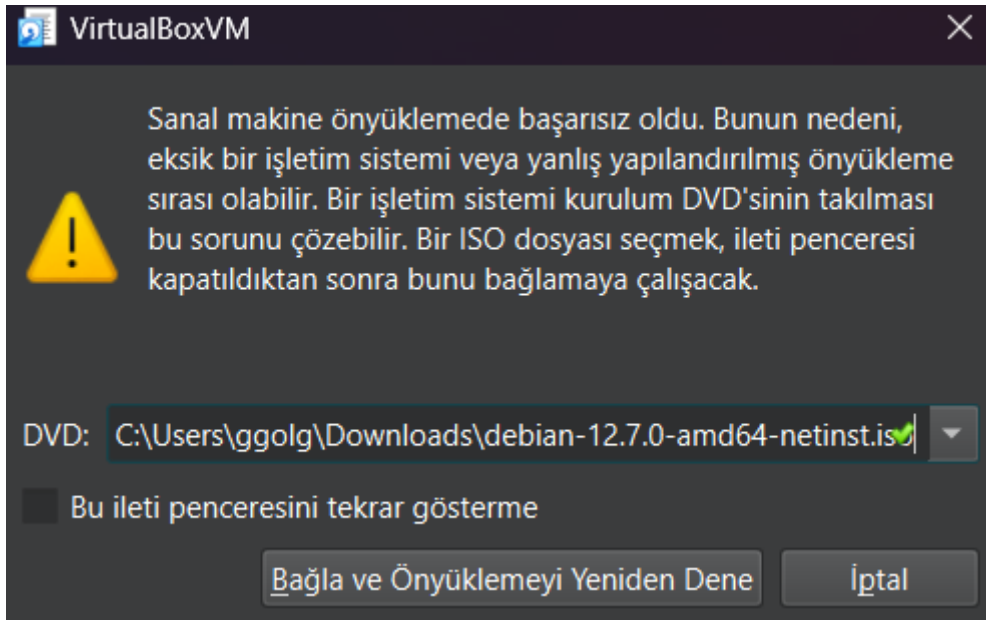 VirtualBoxVM
Sanal makine önyüklemede başarısız oldu. Bunun nedeni,
eksik bir işletim sistemi veya yanlış yapılandırılmış önyükleme
sırası olabilir. Bir işletim sistemi kurulum DVD'sinin takılması
bu sorunu çözebilir. Bir ISO dosyası seçmek, ileti penceresi
kapatıldıktan sonra bunu bağlamaya çalışacak.
DVD: C:\Users\ggolg\Downloads\debian-12.7.0-amd64-netinst.iso
Bu ileti penceresini tekrar gösterme
Bağla ve Önyüklemeyi Yeniden Dene İptal